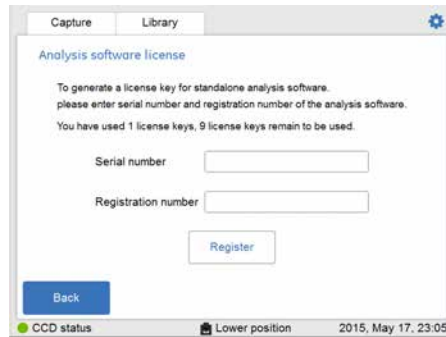 Capture Library
Analysis software license
To generate a license key for standalone analysis software.
please enter serial number and registration number of the analysis software.
You have used 1 license keys, 9 license keys remain to be used.
Serial number
Registration number
Register
Back
CCD status Lower position 2015, May 17, 23:05